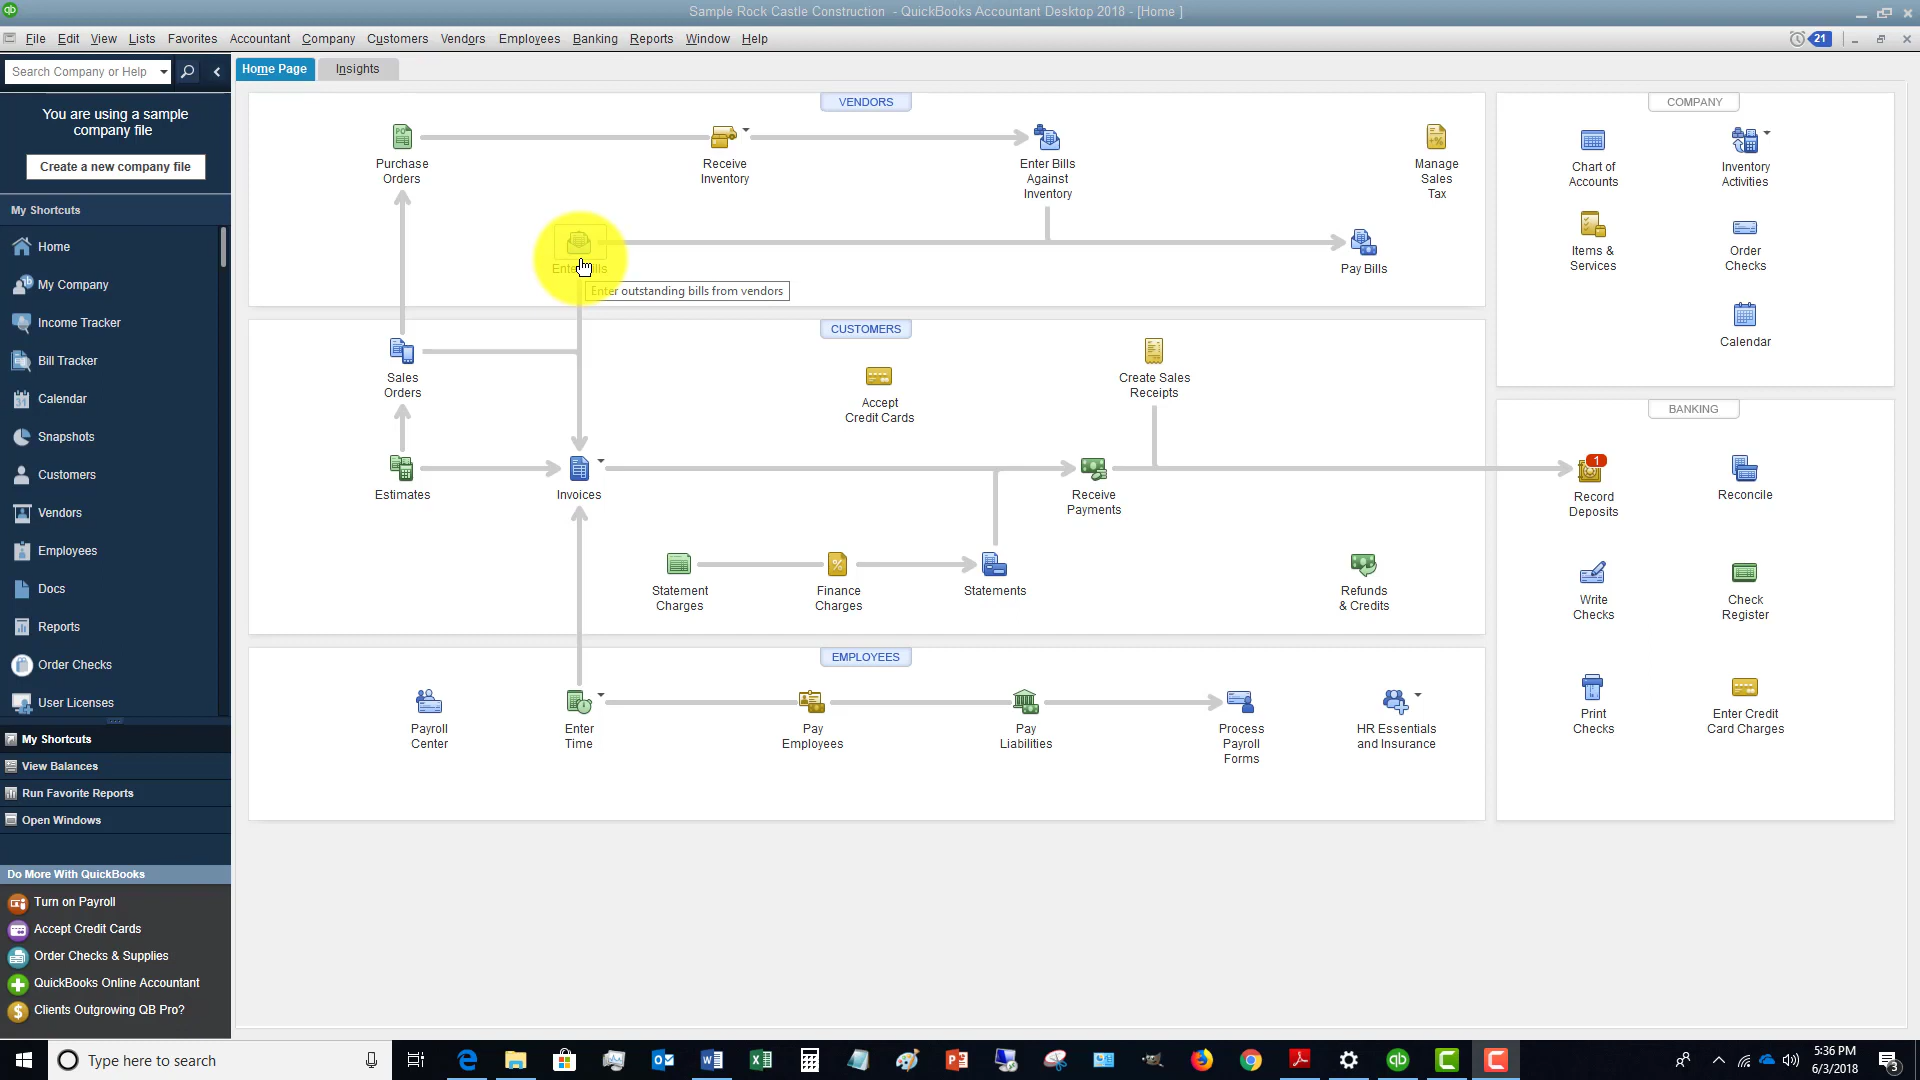 Sample Rock Castle Construction - QuickBooks Accountant Desktop 2018 - [Home ]
File Edit View Lists Favorites Accountant Company Customers Vendors Employees Banking Reports Window Help
21
Search Company or Help
Home Page
Insights
You are using a sample
company file
Create a new company file
My Shortcuts
Home
My Company
Income Tracker
Bill Tracker
Calendar
Snapshots
Customers
Vendors
Employees
Docs
Reports
Order Checks
User Licenses
My Shortcuts
View Balances
Run Favorite Reports
Open Windows
Do More With QuickBooks
Turn on Payroll
Accept Credit Cards
Order Checks & Supplies
QuickBooks Online Accountant
Clients Outgrowing QB Pro?
VENDORS
Purchase
Orders
Receive
Inventory
Enter Bills
Against
Inventory
Manage
Sales
Tax
Enter Bills
Enter outstanding bills from vendors
Pay Bills
CUSTOMERS
Sales
Orders
Accept
Credit Cards
Create Sales
Receipts
Estimates
Invoices
Receive
Payments
Statement
Charges
Finance
Charges
Statements
Refunds
& Credits
EMPLOYEES
Payroll
Center
Enter
Time
Pay
Employees
Pay
Liabilities
Process
Payroll
Forms
HR Essentials
and Insurance
COMPANY
Chart of
Accounts
Inventory
Activities
Items &
Services
Order
Checks
Calendar
BANKING
1
Record
Deposits
Reconcile
Write
Checks
Check
Register
Print
Checks
Enter Credit
Card Charges
Type here to search
5:36 PM
6/3/2018
3